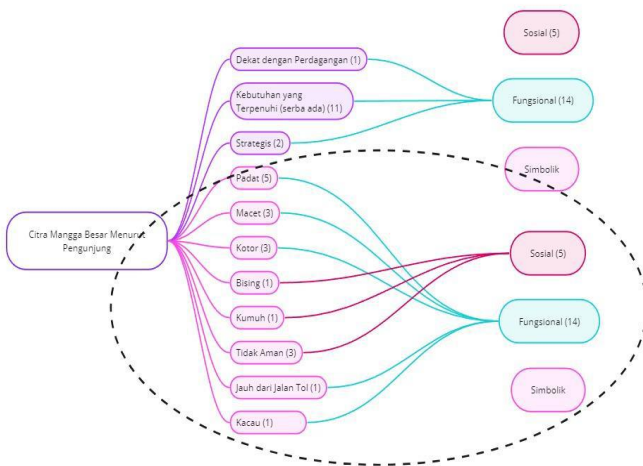 Citra Mangga Besar Menurut
Pengunjung
Dekat dengan Perdagangan (1)
Kebutuhan yang
Terpenuhi (serba ada) (11)
Strategis (2)
Padat (5)
Macet (3)
Kotor (3)
Bising (1)
Kumuh (1)
Tidak Aman (3)
Jauh dari Jalan Tol (1)
Kacau (1)
Sosial (5)
Fungsional (14)
Simbolik
Sosial (5)
Fungsional (14)
Simbolik